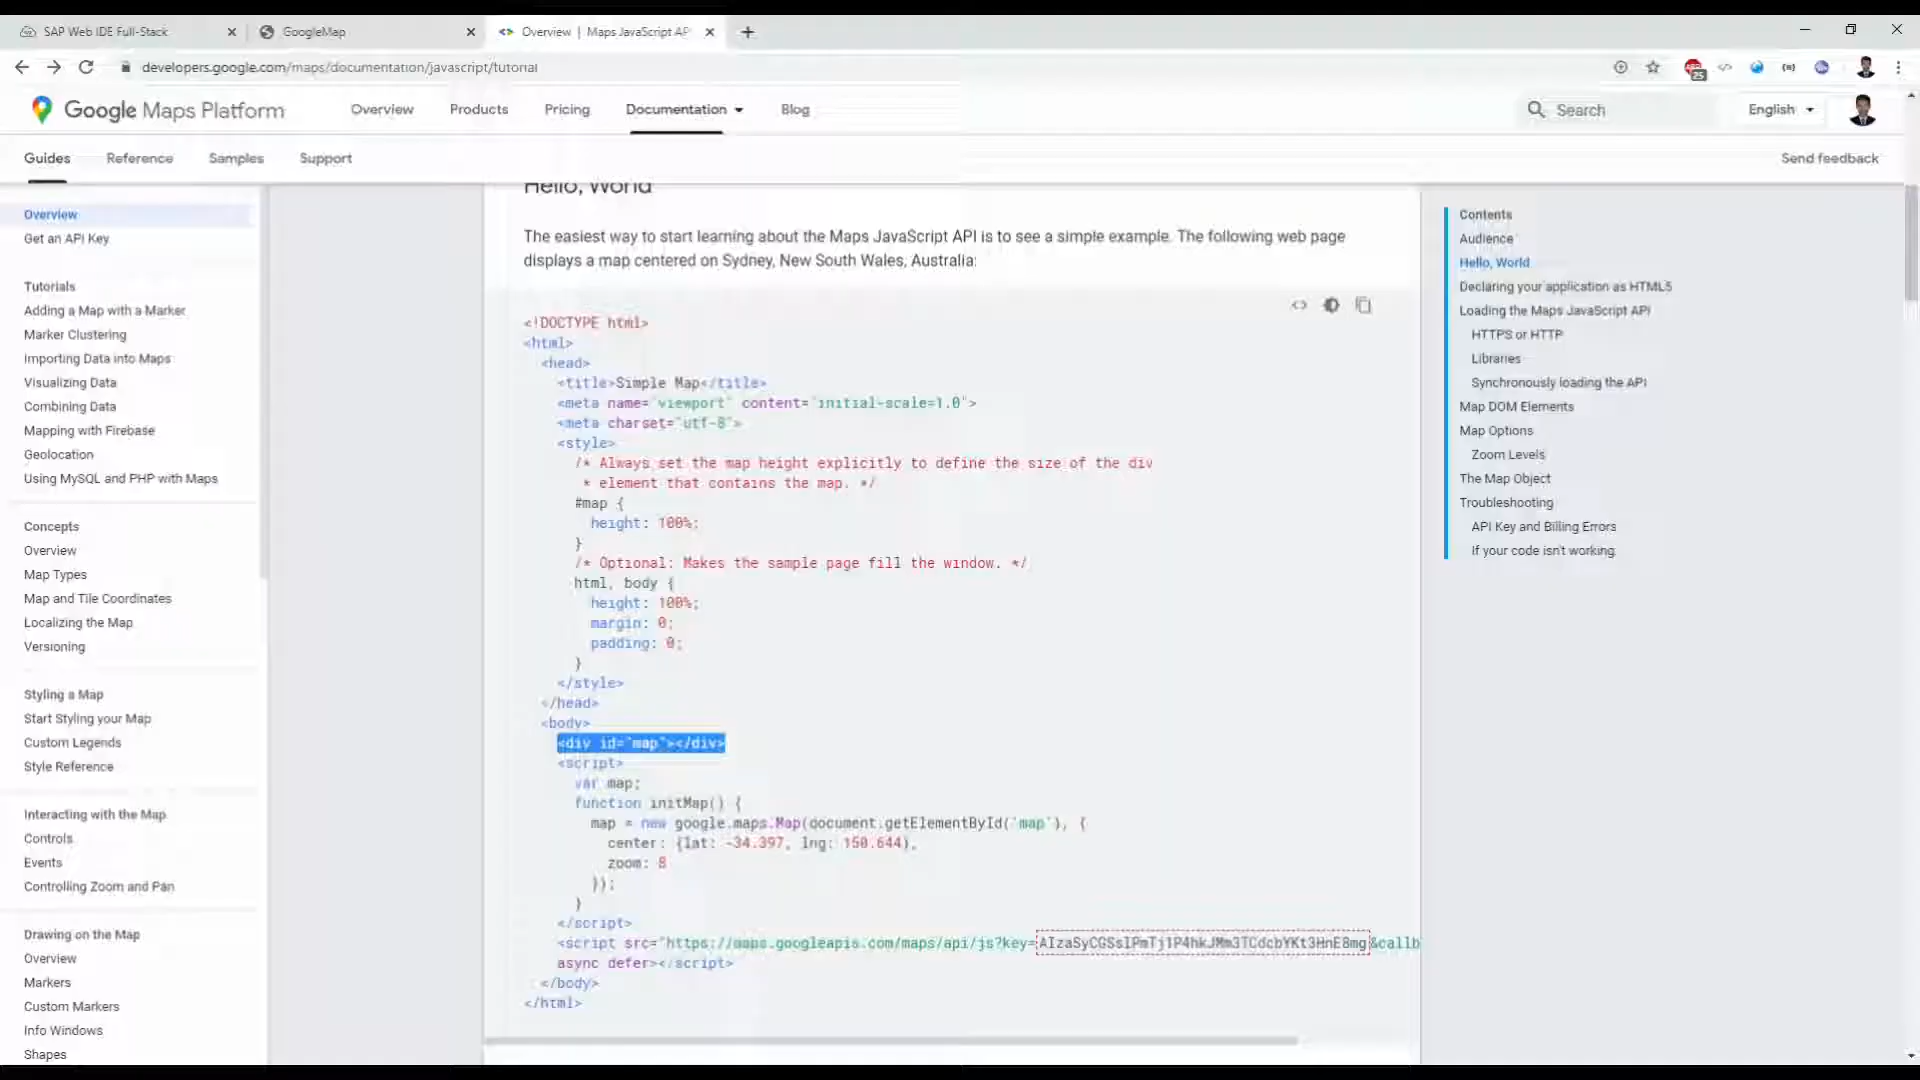 SAP Web IDE Full-Stack
GoogleMap
Overview | Maps JavaScript AP
developers.google.com/maps/documentation/javascript/tutorial
25
Google Maps Platform
Overview
Products
Pricing
Documentation
Blog
Search
English
Guides
Reference
Samples
Support
Send feedback
Overview
Get an API Key
Tutorials
Adding a Map with a Marker
Marker Clustering
Importing Data into Maps
Visualizing Data
Combining Data
Mapping with Firebase
Geolocation
Using MySQL and PHP with Maps
Concepts
Overview
Map Types
Map and Tile Coordinates
Localizing the Map
Versioning
Styling a Map
Start Styling your Map
Custom Legends
Style Reference
Interacting with the Map
Controls
Events
Controlling Zoom and Pan
Drawing on the Map
Overview
Markers
Custom Markers
Info Windows
Shapes
Hello, World
The easiest way to start learning about the Maps JavaScript API is to see a simple example. The following web page
displays a map centered on Sydney, New South Wales, Australia:
<!DOCTYPE html>
<html>
<head>
<title>Simple Map</title>
<meta name="viewport" content="initial-scale=1.0">
<meta charset="utf-8">
<style>
/* Always set the map height explicitly to define the size of the div
* element that contains the map. */
#map {
height: 100%;
}
/* Optional: Makes the sample page fill the window. */
html, body {
height: 100%;
margin: 0;
padding: 0;
}
</style>
</head>
<body>
<div id="map"></div>
<script>
var map;
function initMap() {
map = new google.maps.Map(document.getElementById('map'), {
center: {lat: -34.397, lng: 150.644},
zoom: 8
});
}
</script>
<script src="https://maps.googleapis.com/maps/api/js?key=
async defer></script>
</body>
</html>
Contents
Audience
Hello, World
Declaring your application as HTML5
Loading the Maps JavaScript API
HTTPS or HTTP
Libraries
Synchronously loading the API
Map DOM Elements
Map Options
Zoom Levels
The Map Object
Troubleshooting
API Key and Billing Errors
If your code isn't working